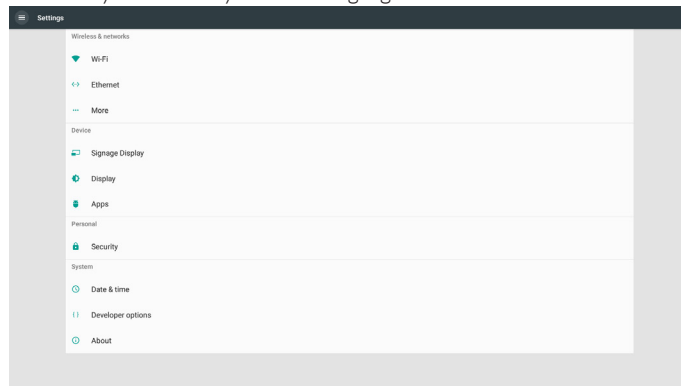 Settings
Wireless & networks
Wi-Fi
Ethernet
More
Device
Signage Display
Display
Apps
Personal
Security
System
Date & time
Developer options
About